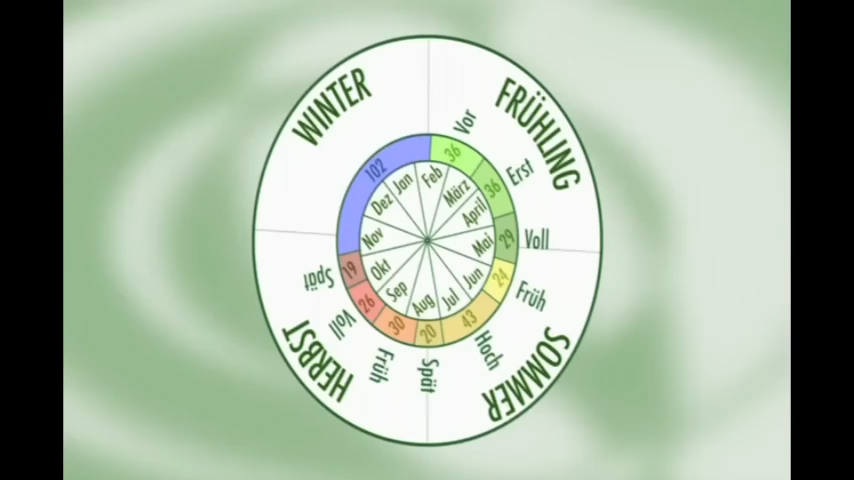 WINTER
FRÜHLING
SOMMER
HERBST
Vor
Erst
Voll
Früh
Hoch
Spät
Früh
Voll
Spät
36
36
29
24
43
20
30
26
19
102
Jan
Feb
März
April
Mai
Jun
Jul
Aug
Sep
Okt
Nov
Dez